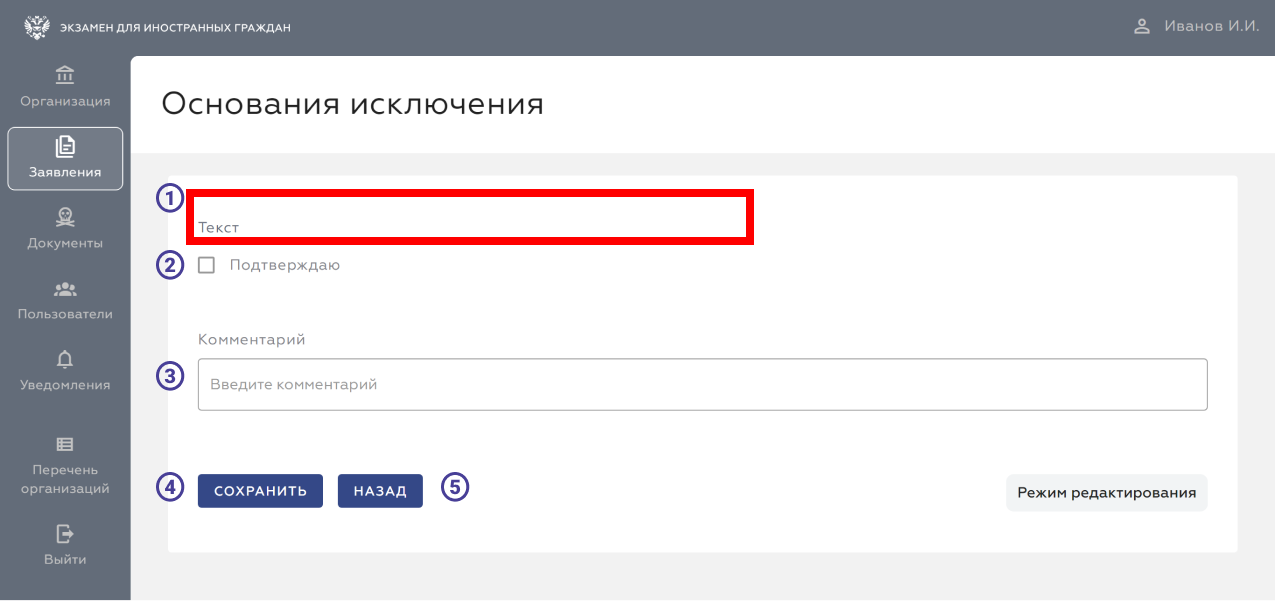 ЭКЗАМЕН ДЛЯ ИНОСТРАННЫХ ГРАЖДАН
Иванов И.И.
Организация
Заявления
Документы
Пользователи
Уведомления
Перечень
организаций
Выйти
Основания исключения
1
Текст
2 Подтверждаю
Комментарий
3 Введите комментарий
4 СОХРАНИТЬ НАЗАД 5 Режим редактирования